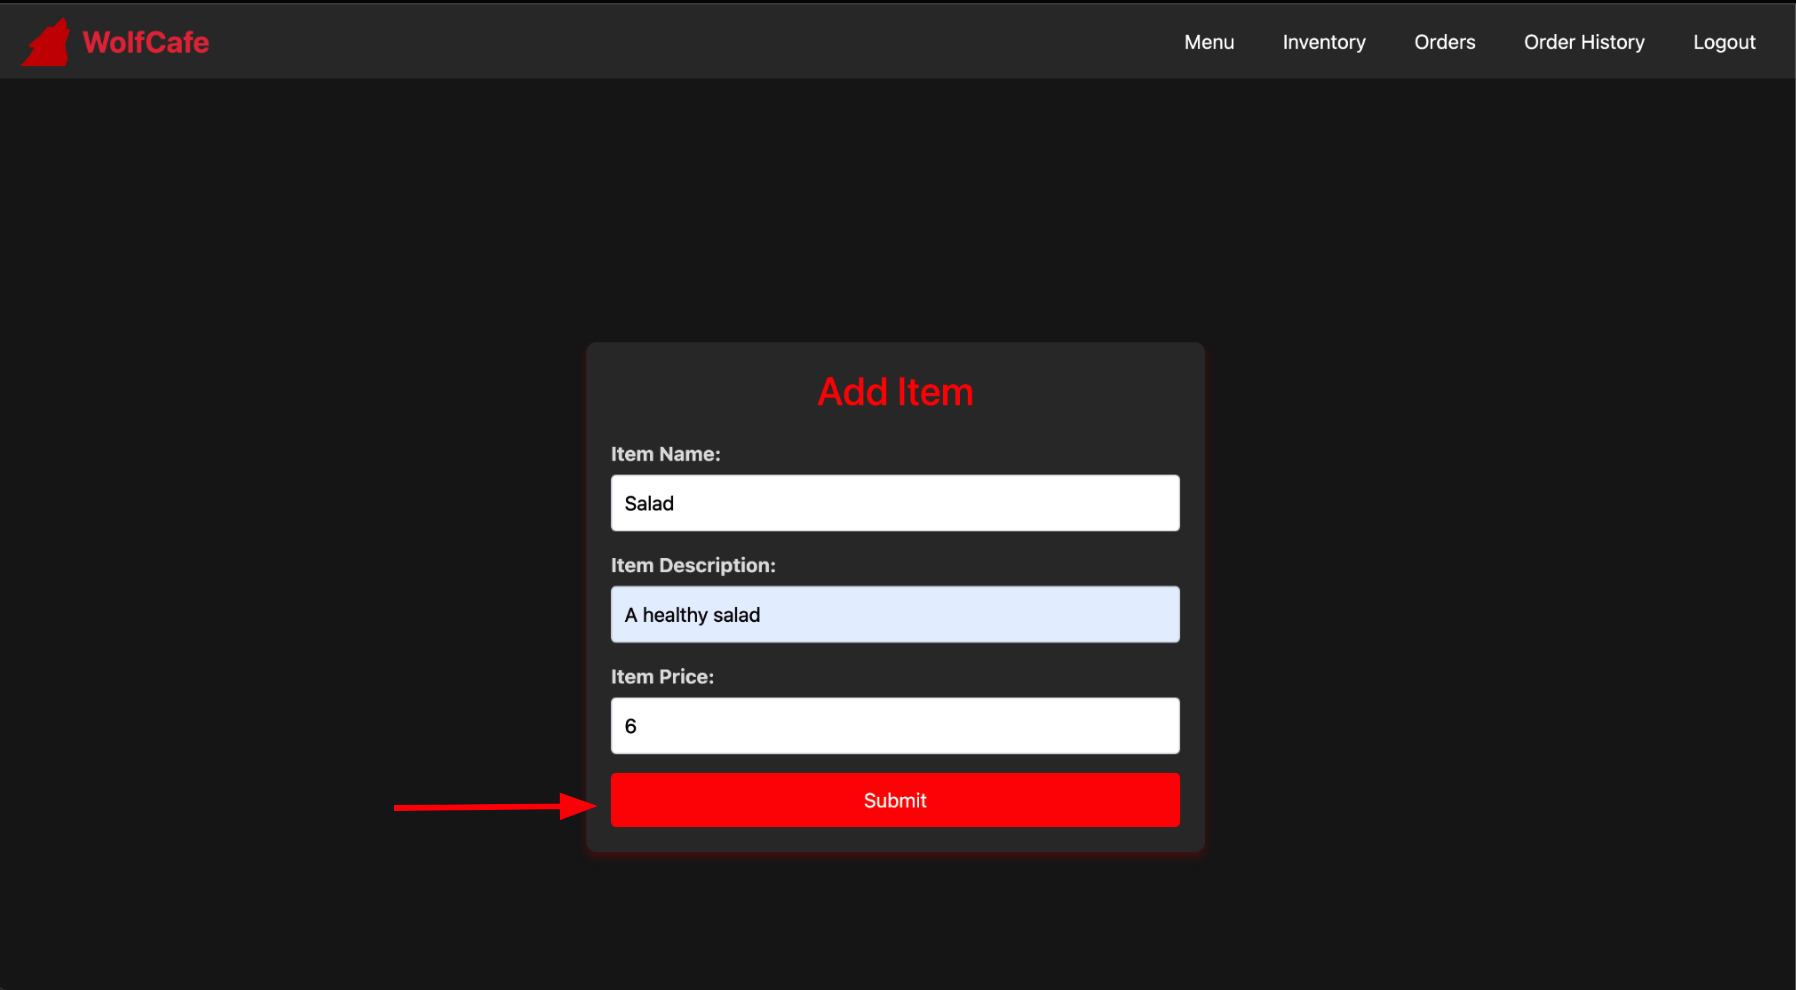 WolfCafe
Menu Inventory Orders Order History Logout
Add Item
Item Name:
Salad
Item Description:
A healthy salad
Item Price:
6
Submit